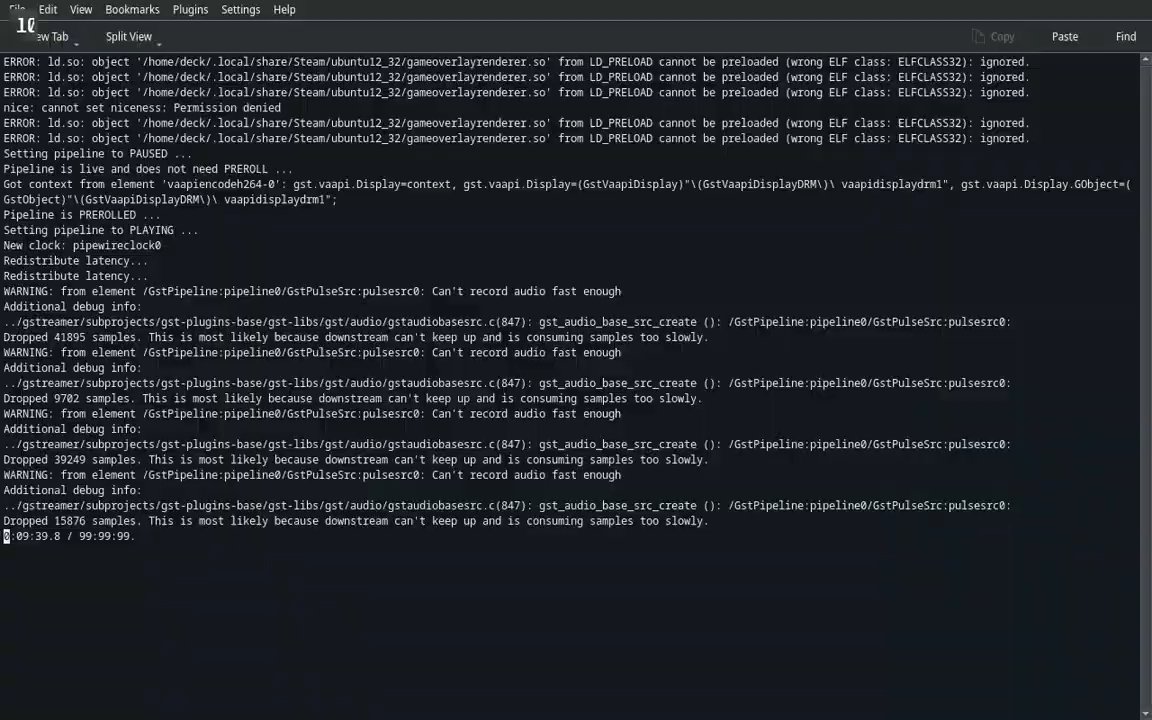 File Edit View Bookmarks Plugins Settings Help
10
ew Tab Split View Copy Paste Find
ERROR: ld.so: object '/home/deck/.local/share/Steam/ubuntu12_32/gameoverlayrenderer.so' from LD_PRELOAD cannot be preloaded (wrong ELF class: ELFCLASS32): ignored.
ERROR: ld.so: object '/home/deck/.local/share/Steam/ubuntu12_32/gameoverlayrenderer.so' from LD_PRELOAD cannot be preloaded (wrong ELF class: ELFCLASS32): ignored.
ERROR: ld.so: object '/home/deck/.local/share/Steam/ubuntu12_32/gameoverlayrenderer.so' from LD_PRELOAD cannot be preloaded (wrong ELF class: ELFCLASS32): ignored.
nice: cannot set niceness: Permission denied
ERROR: ld.so: object '/home/deck/.local/share/Steam/ubuntu12_32/gameoverlayrenderer.so' from LD_PRELOAD cannot be preloaded (wrong ELF class: ELFCLASS32): ignored.
ERROR: ld.so: object '/home/deck/.local/share/Steam/ubuntu12_32/gameoverlayrenderer.so' from LD_PRELOAD cannot be preloaded (wrong ELF class: ELFCLASS32): ignored.
Setting pipeline to PAUSED ...
Pipeline is live and does not need PREROLL ...
Got context from element 'vaapiencodeh264-0': gst.vaapi.Display=context, gst.vaapi.Display=(GstVaapiDisplay)"\(GstVaapiDisplayDRM\)\ vaapidisplaydrm1", gst.vaapi.Display.GObject=(
GstObject)"\(GstVaapiDisplayDRM\)\ vaapidisplaydrm1";
Pipeline is PREROLLED ...
Setting pipeline to PLAYING ...
New clock: pipewireclock0
Redistribute latency...
Redistribute latency...
WARNING: from element /GstPipeline:pipeline0/GstPulseSrc:pulsesrc0: Can't record audio fast enough
Additional debug info:
../gstreamer/subprojects/gst-plugins-base/gst-libs/gst/audio/gstaudiobasesrc.c(847): gst_audio_base_src_create (): /GstPipeline:pipeline0/GstPulseSrc:pulsesrc0:
Dropped 41895 samples. This is most likely because downstream can't keep up and is consuming samples too slowly.
WARNING: from element /GstPipeline:pipeline0/GstPulseSrc:pulsesrc0: Can't record audio fast enough
Additional debug info:
../gstreamer/subprojects/gst-plugins-base/gst-libs/gst/audio/gstaudiobasesrc.c(847): gst_audio_base_src_create (): /GstPipeline:pipeline0/GstPulseSrc:pulsesrc0:
Dropped 9702 samples. This is most likely because downstream can't keep up and is consuming samples too slowly.
WARNING: from element /GstPipeline:pipeline0/GstPulseSrc:pulsesrc0: Can't record audio fast enough
Additional debug info:
../gstreamer/subprojects/gst-plugins-base/gst-libs/gst/audio/gstaudiobasesrc.c(847): gst_audio_base_src_create (): /GstPipeline:pipeline0/GstPulseSrc:pulsesrc0:
Dropped 39249 samples. This is most likely because downstream can't keep up and is consuming samples too slowly.
WARNING: from element /GstPipeline:pipeline0/GstPulseSrc:pulsesrc0: Can't record audio fast enough
Additional debug info:
../gstreamer/subprojects/gst-plugins-base/gst-libs/gst/audio/gstaudiobasesrc.c(847): gst_audio_base_src_create (): /GstPipeline:pipeline0/GstPulseSrc:pulsesrc0:
Dropped 15876 samples. This is most likely because downstream can't keep up and is consuming samples too slowly.
0:09:39.8 / 99:99:99.